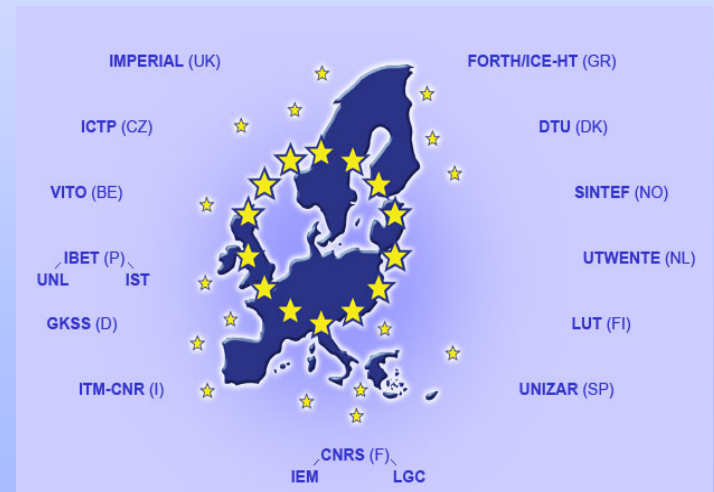 IMPERIAL (UK)
FORTH/ICE-HT (GR)
ICTP (CZ)
DTU (DK)
VITO (BE)
SINTEF (NO)
IBET (P)
UTWENTE (NL)
UNL IST
GKSS (D)
LUT (FI)
ITM-CNR (I)
UNIZAR (SP)
CNRS (F)
IEM LGC